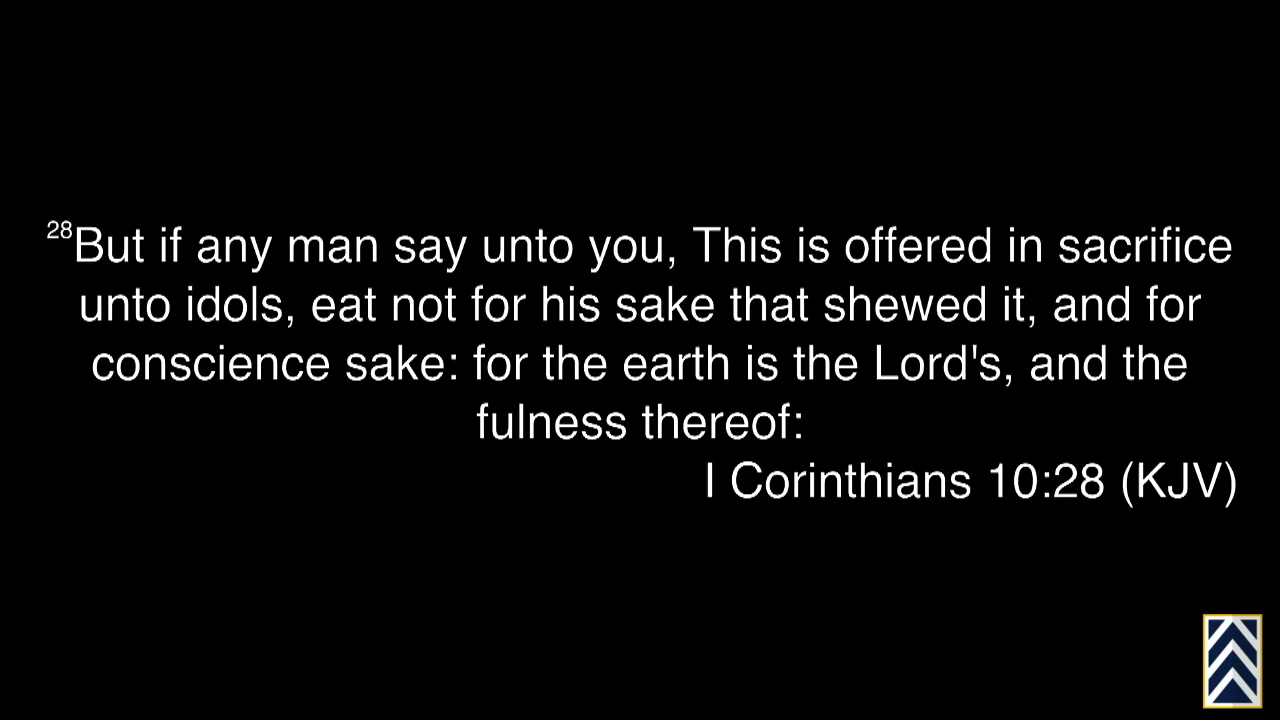 28But if any man say unto you, This is offered in sacrifice
unto idols, eat not for his sake that shewed it, and for
conscience sake: for the earth is the Lord's, and the
fulness thereof:
I Corinthians 10:28 (KJV)